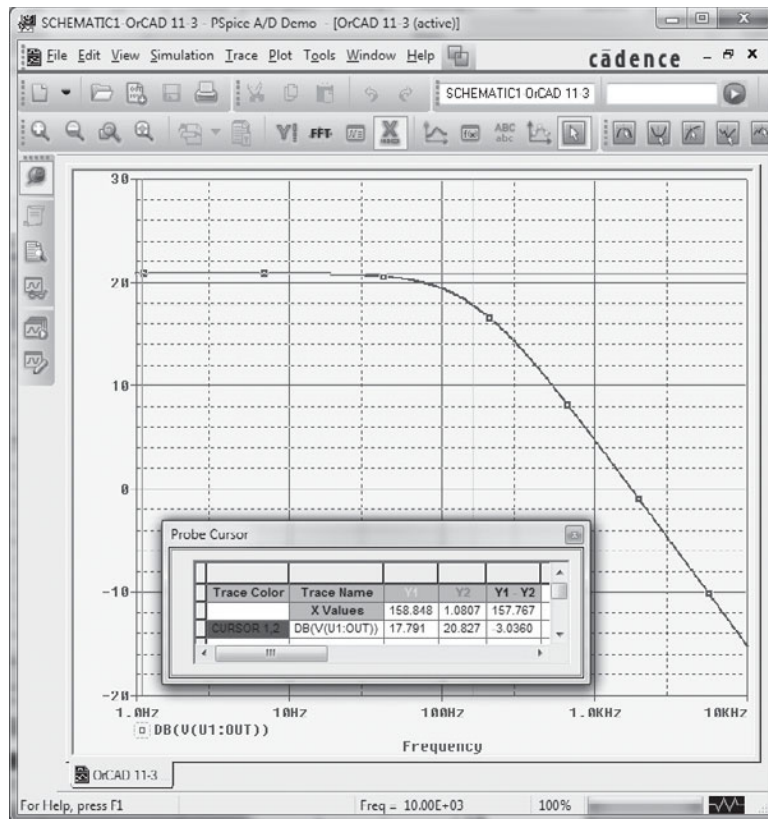 SCHEMATIC1-OrCAD 11-3 - PSpice A/D Demo - [OrCAD 11-3 (active)]
File Edit View Simulation Trace Plot Tools Window Help
cādence
SCHEMATIC1 OrCAD 11 3
FFT
ABC
abc
30
20
10
0
-10
-20
1.0Hz 10Hz 100Hz 1.0KHz 10KHz
DB(V(U1:OUT))
Frequency
Probe Cursor
Trace Color Trace Name Y1 Y2 Y1 - Y2
X Values 158.848 1.0807 157.767
CURSOR 1,2 DB(V(U1:OUT)) 17.791 20.827 -3.0360
OrCAD 11-3
For Help, press F1 Freq = 10.00E+03 100%